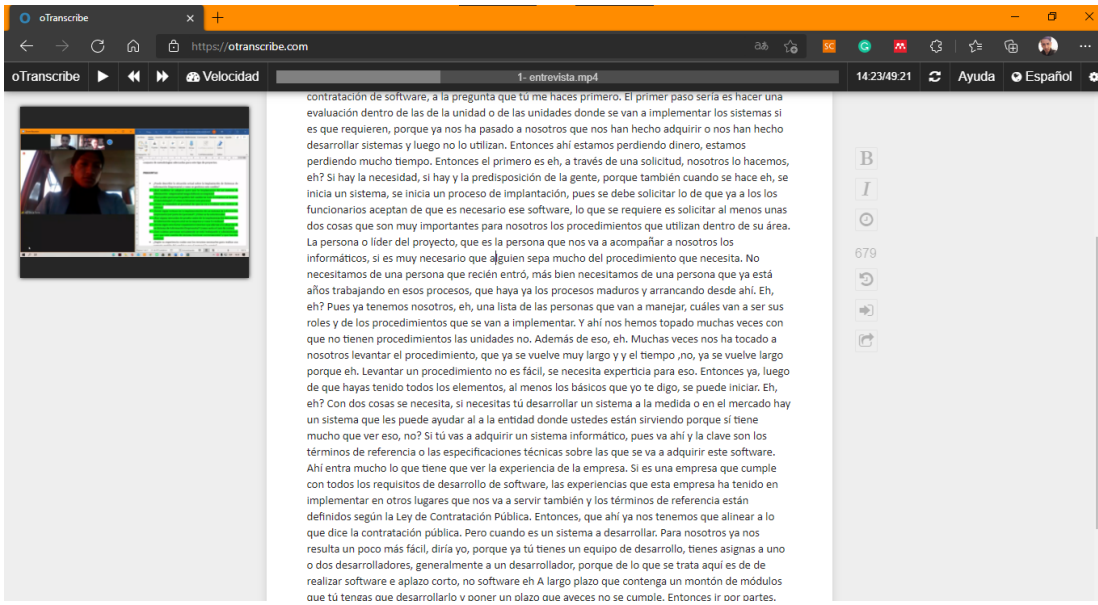 oTranscribe
https://otranscribe.com
oTranscribe
Velocidad
1- entrevista.mp4
14:23/49:21
Ayuda
Español
contratación de software, a la pregunta que tú me haces primero. El primer paso sería es hacer una
evaluación dentro de las de la unidad o de las unidades donde se van a implementar los sistemas si
es que requieren, porque ya nos ha pasado a nosotros que nos han hecho adquirir o nos han hecho
desarrollar sistemas y luego no lo utilizan. Entonces ahí estamos perdiendo dinero, estamos
perdiendo mucho tiempo. Entonces el primero es eh, a través de una solicitud, nosotros lo hacemos,
eh? Si hay la necesidad, si hay y la predisposición de la gente, porque también cuando se hace eh, se
inicia un sistema, se inicia un proceso de implantación, pues se debe solicitar lo de que ya a los los
funcionarios aceptan de que es necesario ese software, lo que se requiere es solicitar al menos unas
dos cosas que son muy importantes para nosotros los procedimientos que utilizan dentro de su área.
La persona o líder del proyecto, que es la persona que nos va a acompañar a nosotros los
informáticos, si es muy necesario que alguien sepa mucho del procedimiento que necesita. No
necesitamos de una persona que recién entró, más bien necesitamos de una persona que ya está
años trabajando en esos procesos, que haya ya los procesos maduros y arrancando desde ahí. Eh,
eh? Pues ya tenemos nosotros, eh, una lista de las personas que van a manejar, cuáles van a ser sus
roles y de los procedimientos que se van a implementar. Y ahí nos hemos topado muchas veces con
que no tienen procedimientos las unidades no. Además de eso, eh. Muchas veces nos ha tocado a
nosotros levantar el procedimiento, que ya se vuelve muy largo y y el tiempo ,no, ya se vuelve largo
porque eh. Levantar un procedimiento no es fácil, se necesita experticia para eso. Entonces ya, luego
de que hayas tenido todos los elementos, al menos los básicos que yo te digo, se puede iniciar. Eh,
eh? Con dos cosas se necesita, si necesitas tú desarrollar un sistema a la medida o en el mercado hay
un sistema que les puede ayudar al a la entidad donde ustedes están sirviendo porque sí tiene
mucho que ver eso, no? Si tú vas a adquirir un sistema informático, pues va ahí y la clave son los
términos de referencia o las especificaciones técnicas sobre las que se va a adquirir este software.
Ahí entra mucho lo que tiene que ver la experiencia de la empresa. Si es una empresa que cumple
con todos los requisitos de desarrollo de software, las experiencias que esta empresa ha tenido en
implementar en otros lugares que nos va a servir también y los términos de referencia están
definidos según la Ley de Contratación Pública. Entonces, que ahí ya nos tenemos que alinear a lo
que dice la contratación pública. Pero cuando es un sistema a desarrollar. Para nosotros ya nos
resulta un poco más fácil, diría yo, porque ya tú tienes un equipo de desarrollo, tienes asignas a uno
o dos desarrolladores, generalmente a un desarrollador, porque de lo que se trata aquí es de de
realizar software e aplazo corto, no software eh A largo plazo que contenga un montón de módulos
que tú tengas que desarrollarlo y poner un plazo que aveces no se cumple. Entonces ir por partes.
B
I
679